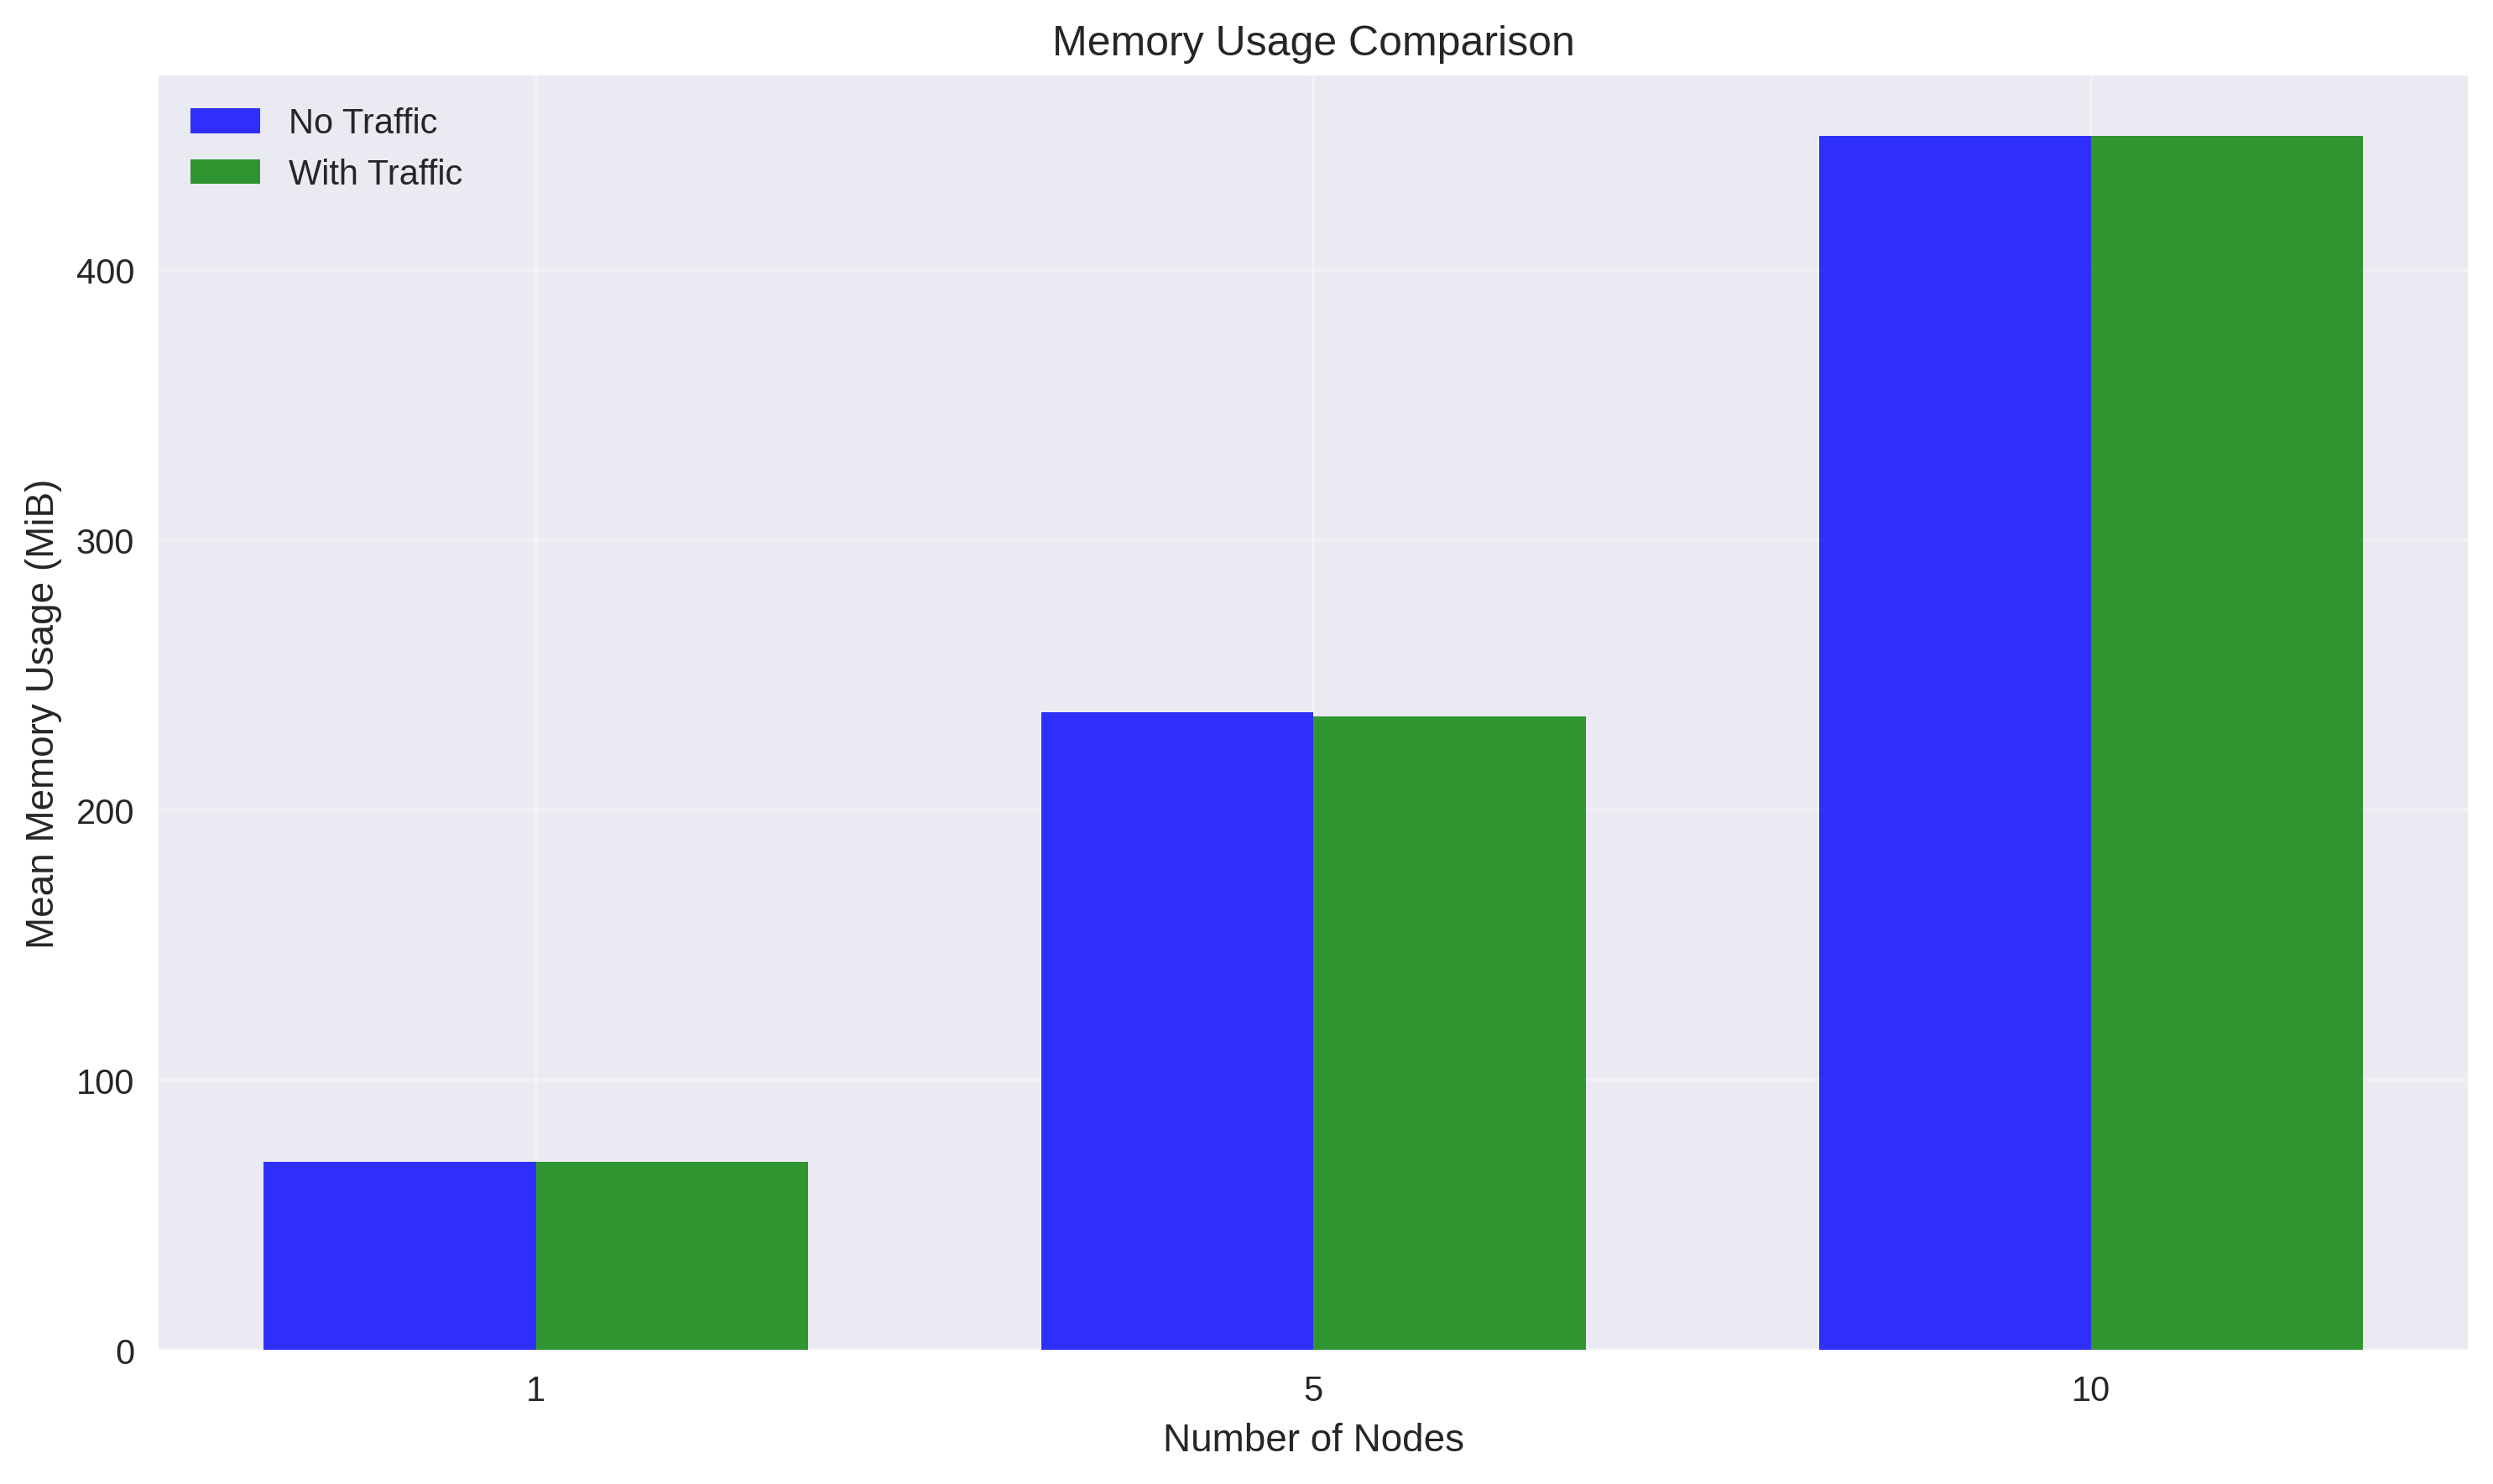 Memory Usage Comparison
No Traffic
With Traffic
Mean Memory Usage (MiB)
400
300
200
100
0
1
5
10
Number of Nodes